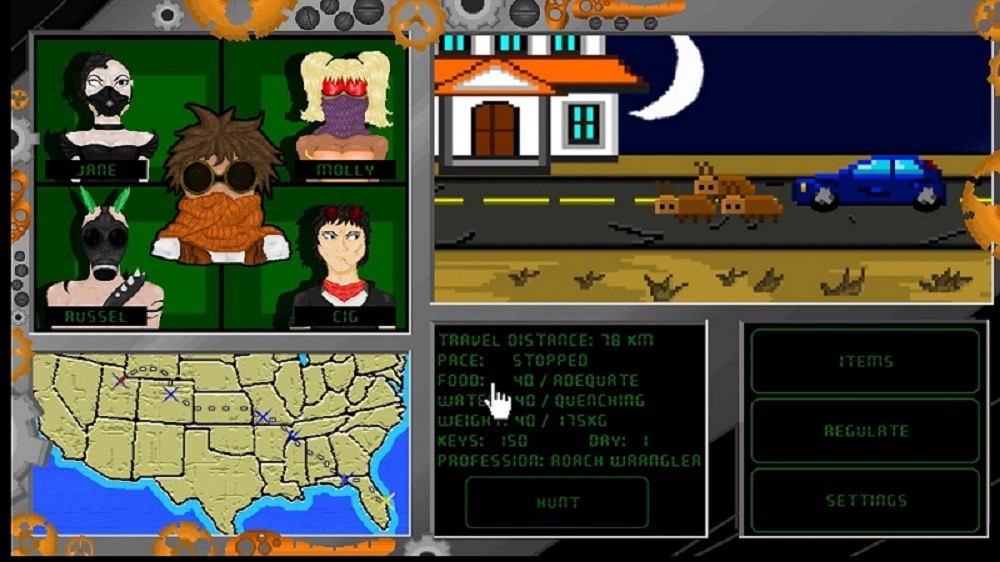 JANE
MOLLY
RUSSEL
CIG
TRAVEL DISTANCE: 78 KM
PACE: STOPPED
FOOD: 40 / ADEQUATE
WATE 40 / QUENCHING
WEIGHT: 40 / 175KG
KEYS: 150 DAY: 1
PROFESSION: ROACH WRANGLER
HUNT
ITEMS
REGULATE
SETTINGS